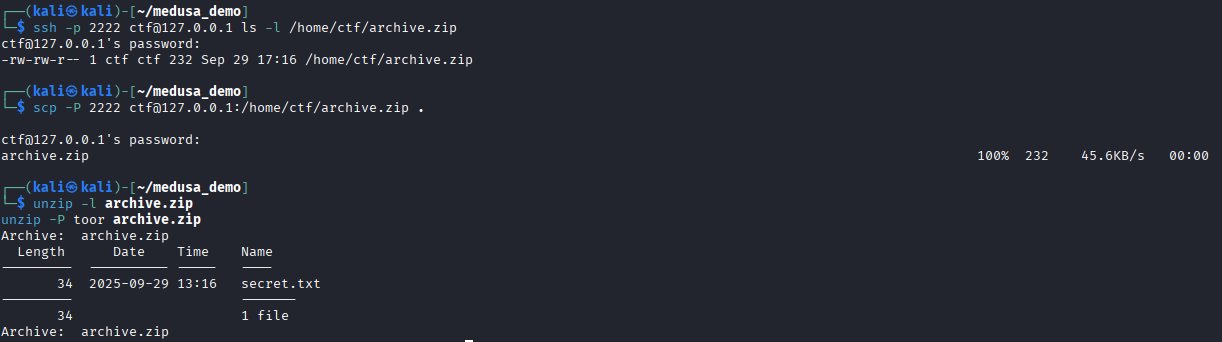 ┌──(kali㉿kali)-[~/medusa_demo]
└─$ ssh -p 2222 ctf@127.0.0.1 ls -l /home/ctf/archive.zip
ctf@127.0.0.1's password:
-rw-rw-r-- 1 ctf ctf 232 Sep 29 17:16 /home/ctf/archive.zip
┌──(kali㉿kali)-[~/medusa_demo]
└─$ scp -P 2222 ctf@127.0.0.1:/home/ctf/archive.zip .
ctf@127.0.0.1's password:
archive.zip 100% 232 45.6KB/s 00:00
┌──(kali㉿kali)-[~/medusa_demo]
└─$ unzip -l archive.zip
unzip -P toor archive.zip
Archive:  archive.zip
  Length      Date    Time    Name
---------  ---------- -----   ----
       34  2025-09-29 13:16   secret.txt
---------                     -------
       34                     1 file
Archive:  archive.zip